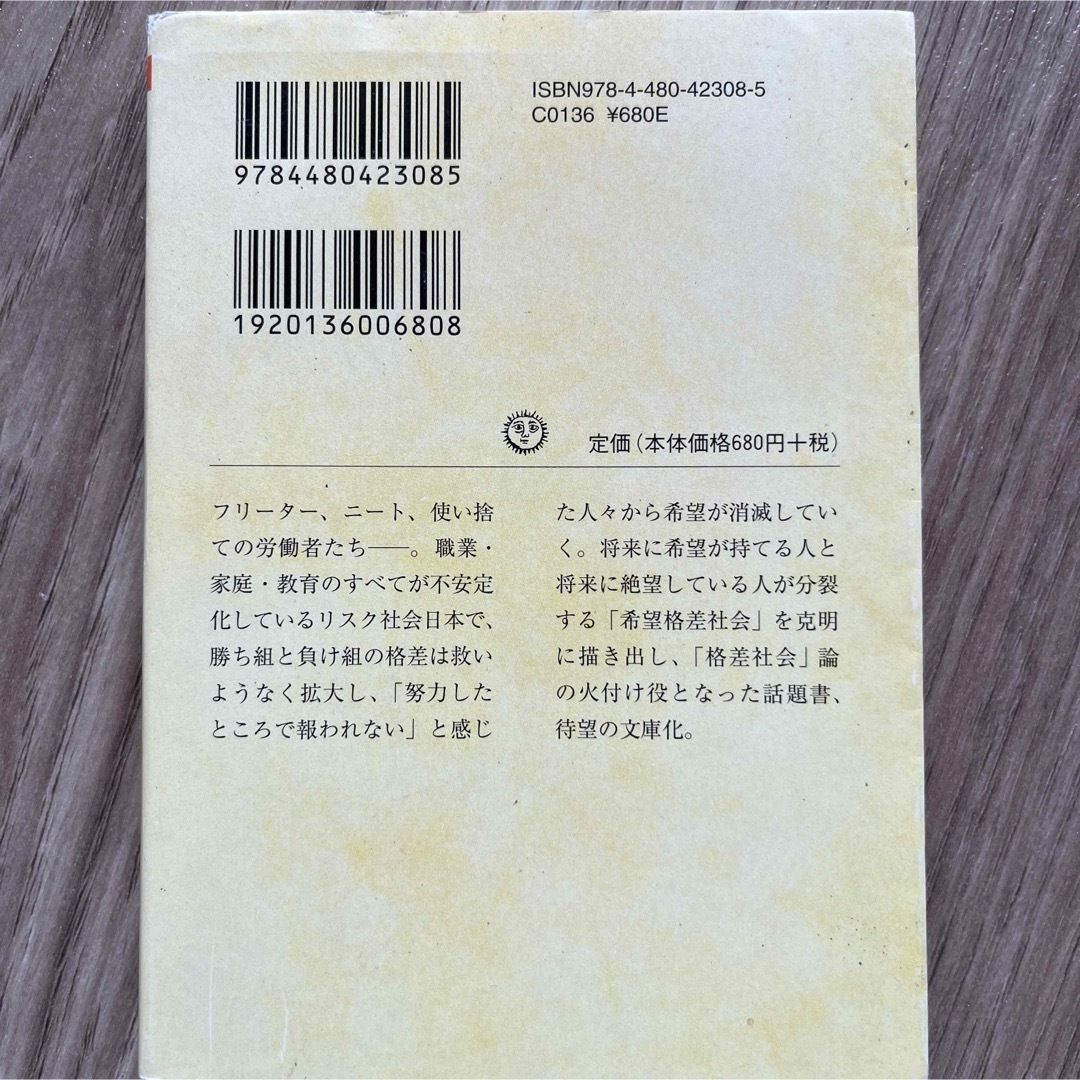 ISBN978-4-480-42308-5
C0136 ¥680E
9784480423085
1920136006808
定価（本体価格680円＋税）
フリーター、ニート、使い捨
ての労働者たち――。職業・
家庭・教育のすべてが不安定
化しているリスク社会日本で、
勝ち組と負け組の格差は救い
ようなく拡大し、「努力した
ところで報われない」と感じ
た人々から希望が消滅してい
く。将来に希望が持てる人と
将来に絶望している人が分裂
する「希望格差社会」を克明
に描き出し、「格差社会」論
の火付け役となった話題書、
待望の文庫化。